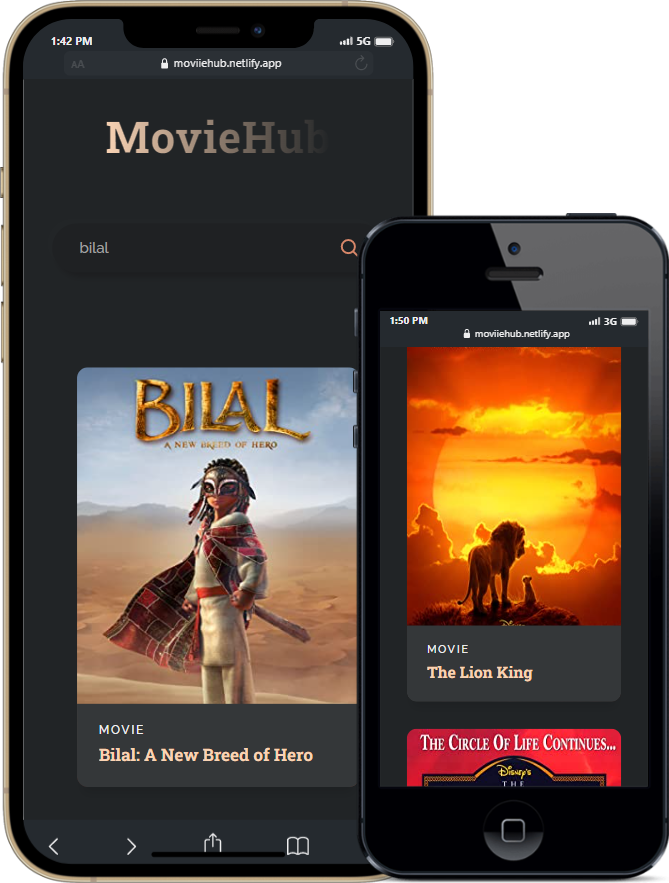 1:42 PM
5G
AA
moviiehub.netlify.app
MovieHub
bilal
BILAL
A NEW BREED OF HERO
MOVIE
Bilal: A New Breed of Hero
1:50 PM
3G
moviiehub.netlify.app
Disney
MOVIE
The Lion King
THE CIRCLE OF LIFE CONTINUES...
Disney's
THE